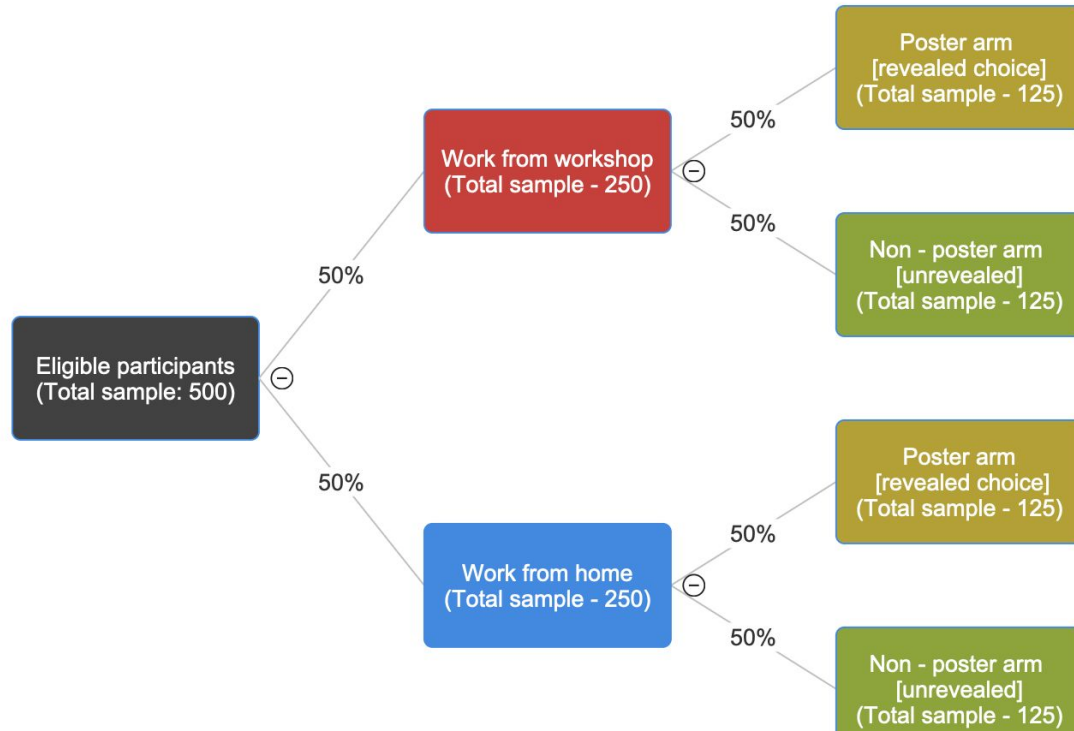 Eligible participants
(Total sample: 500)
50%
50%
Work from workshop
(Total sample - 250)
50%
50%
Poster arm
[revealed choice]
(Total sample - 125)
Non - poster arm
[unrevealed]
(Total sample - 125)
Work from home
(Total sample - 250)
50%
50%
Poster arm
[revealed choice]
(Total sample - 125)
Non - poster arm
[unrevealed]
(Total sample - 125)